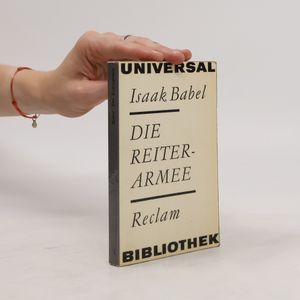 UNIVERSAL
Isaak Babel
DIE
REITER-
ARMEE
Reclam
BIBLIOTHEK